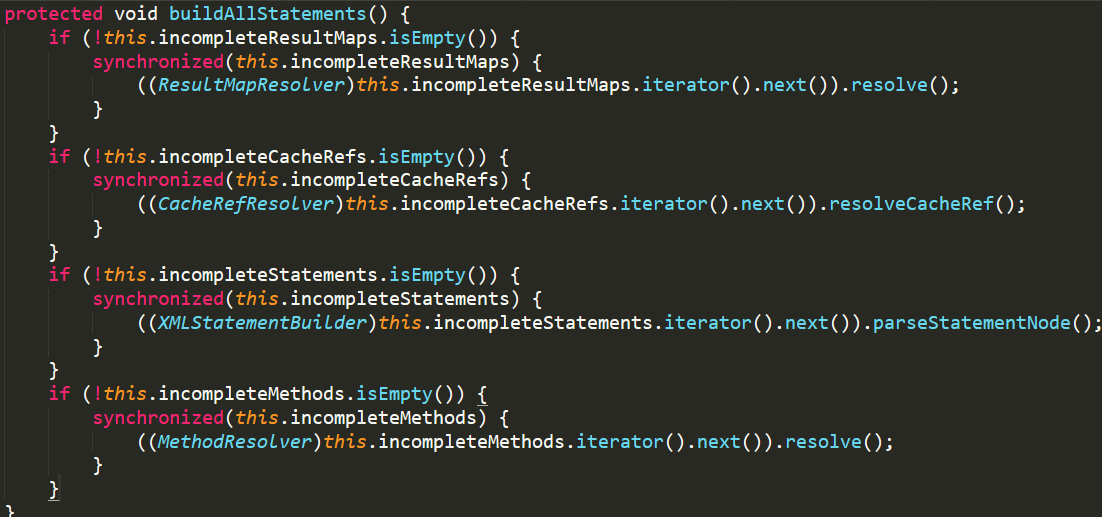 protected void buildAllStatements() {
    if (!this.incompleteResultMaps.isEmpty()) {
        synchronized(this.incompleteResultMaps) {
            ((ResultMapResolver)this.incompleteResultMaps.iterator().next()).resolve();
        }
    }
    if (!this.incompleteCacheRefs.isEmpty()) {
        synchronized(this.incompleteCacheRefs) {
            ((CacheRefResolver)this.incompleteCacheRefs.iterator().next()).resolveCacheRef();
        }
    }
    if (!this.incompleteStatements.isEmpty()) {
        synchronized(this.incompleteStatements) {
            ((XMLStatementBuilder)this.incompleteStatements.iterator().next()).parseStatementNode();
        }
    }
    if (!this.incompleteMethods.isEmpty()) {
        synchronized(this.incompleteMethods) {
            ((MethodResolver)this.incompleteMethods.iterator().next()).resolve();
        }
    }
}